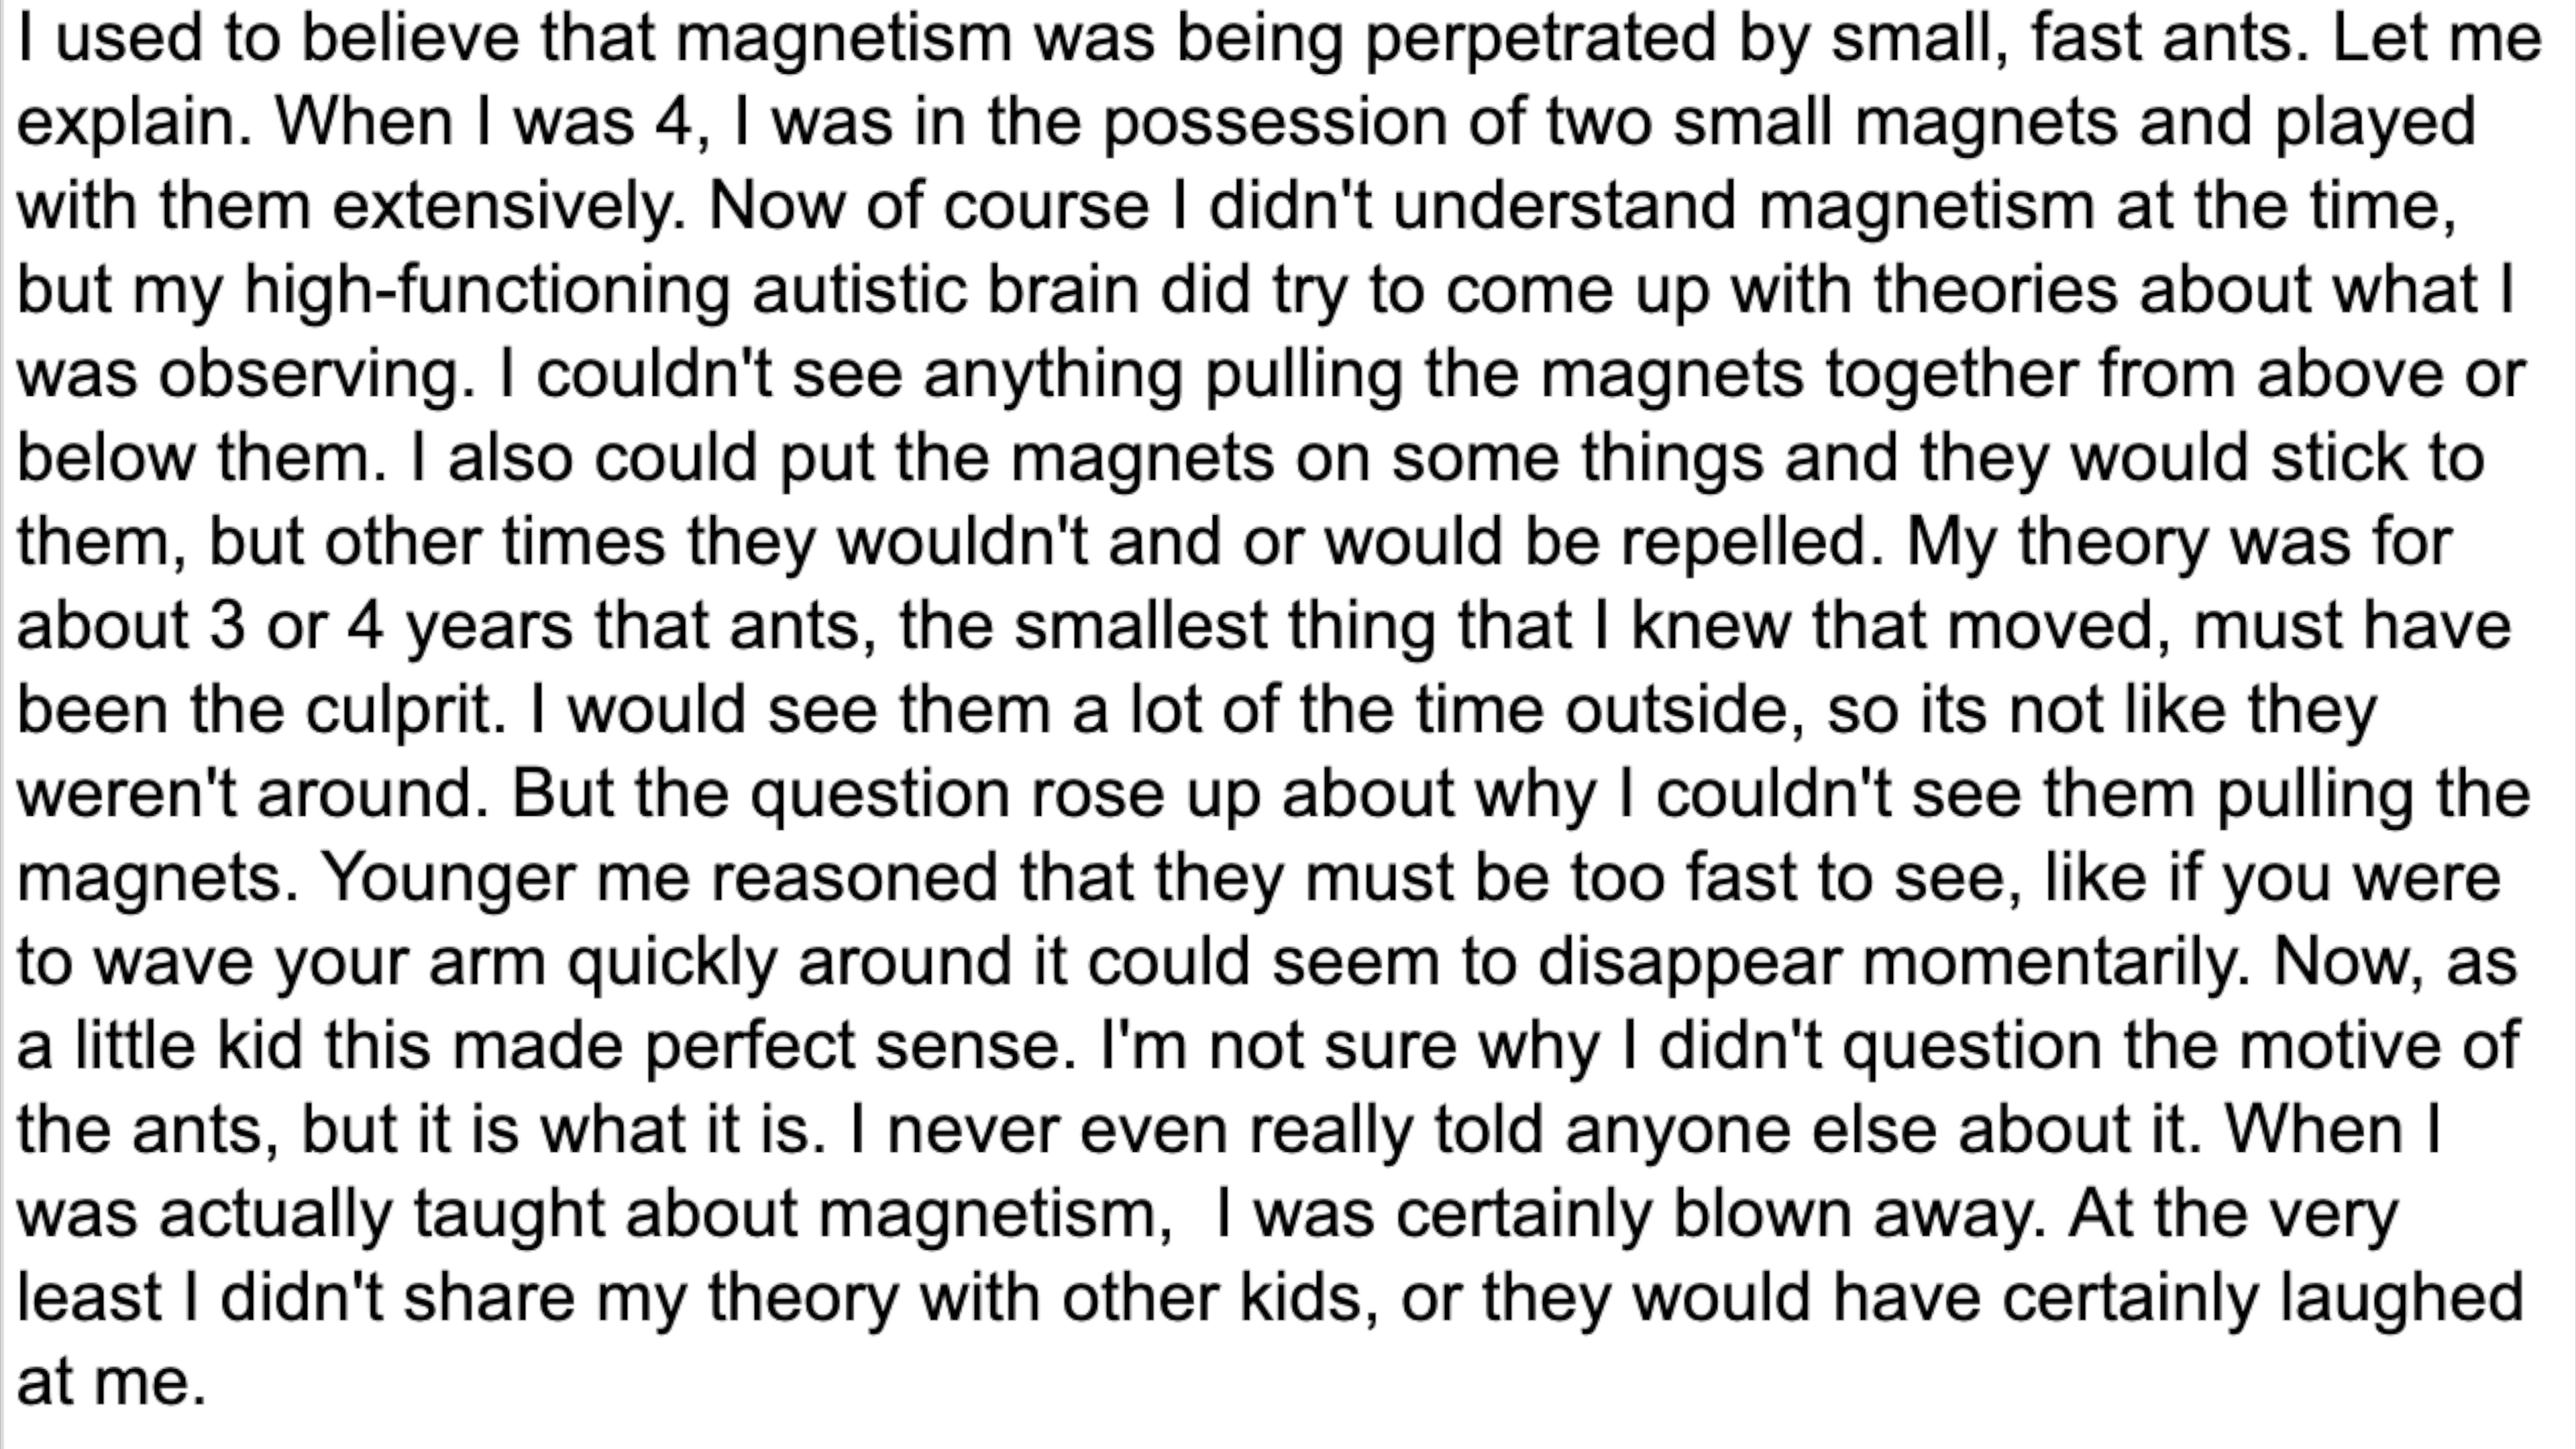 I used to believe that magnetism was being perpetrated by small, fast ants. Let me
explain. When I was 4, I was in the possession of two small magnets and played
with them extensively. Now of course I didn't understand magnetism at the time,
but my high-functioning autistic brain did try to come up with theories about what I
was observing. I couldn't see anything pulling the magnets together from above or
below them. I also could put the magnets on some things and they would stick to
them, but other times they wouldn't and or would be repelled. My theory was for
about 3 or 4 years that ants, the smallest thing that I knew that moved, must have
been the culprit. I would see them a lot of the time outside, so its not like they
weren't around. But the question rose up about why I couldn't see them pulling the
magnets. Younger me reasoned that they must be too fast to see, like if you were
to wave your arm quickly around it could seem to disappear momentarily. Now, as
a little kid this made perfect sense. I'm not sure why I didn't question the motive of
the ants, but it is what it is. I never even really told anyone else about it. When I
was actually taught about magnetism,  I was certainly blown away. At the very
least I didn't share my theory with other kids, or they would have certainly laughed
at me.